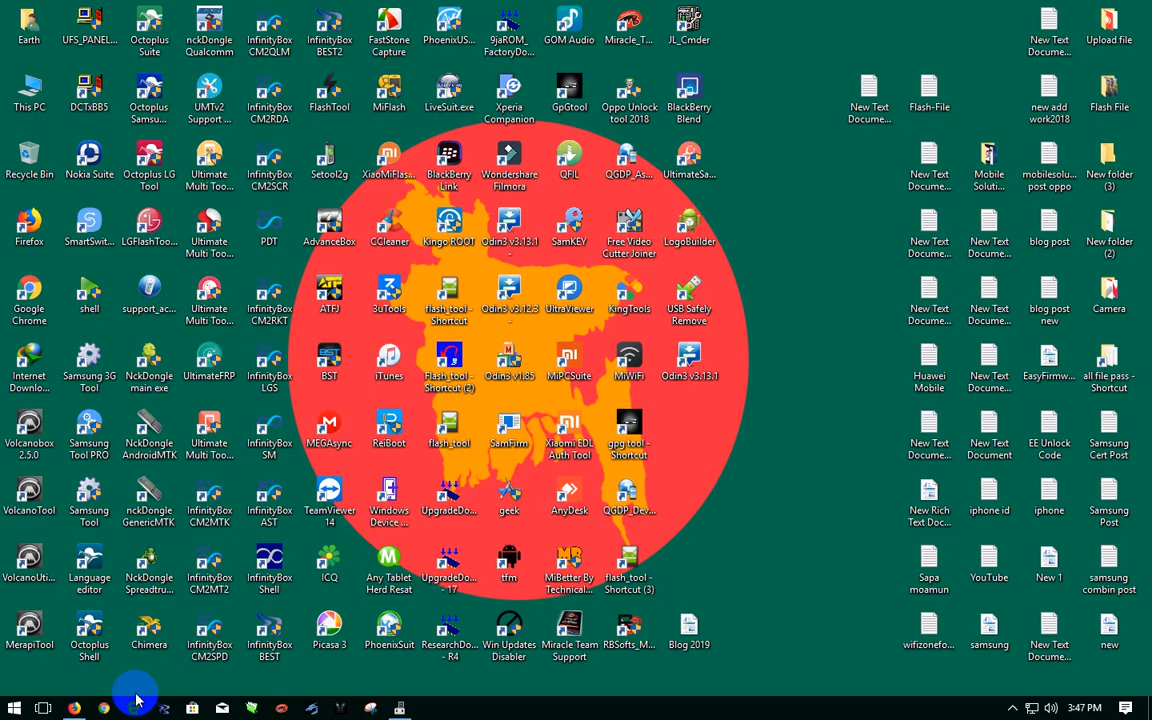 Earth
UFS_PANEL...
Octoplus
Suite
nckDongle
Qualcomm
InfinityBox
CM2QLM
InfinityBox
BEST2
FastStone
Capture
PhoenixUS...
9jaROM_
FactoryDo...
GOM Audio
Miracle_T...
JL_Cmder
New Text
Docume...
Upload file
This PC
DCTxBB5
Octoplus
Samsu...
UMTv2
Support ...
InfinityBox
CM2RDA
FlashTool
MiFlash
LiveSuit.exe
Xperia
Companion
GpGtool
Oppo Unlock
tool 2018
BlackBerry
Blend
New Text
Docume...
Flash-File
new add
work2018
Flash File
Recycle Bin
Nokia Suite
Octoplus LG
Tool
Ultimate
Multi Too...
InfinityBox
CM2SCR
Setool2g
XiaoMiFlas...
BlackBerry
Link
Wondershare
Filmora
QFIL
QGDP_As...
UltimateSa...
New Text
Docume...
Mobile
Soluti...
mobilesolu...
post oppo
New folder
(3)
Firefox
SmartSwit...
LGFlashToo...
Ultimate
Multi Too...
PDT
AdvanceBox
CCleaner
Kingo ROOT
Odin3 v3.13.1
-
SamKEY
Free Video
Cutter Joiner
LogoBuilder
New Text
Docume...
New Text
Docume...
blog post
New folder
(2)
Google
Chrome
shell
support_ac...
Ultimate
Multi Too...
InfinityBox
CM2RKT
ATFJ
3uTools
flash_tool -
Shortcut
Odin3 v3.12.3
-
UltraViewer
KingTools
USB Safely
Remove
New Text
Docume...
New Text
Docume...
blog post
new
Camera
Internet
Downlo...
Samsung 3G
Tool
NckDongle
main exe
UltimateFRP
InfinityBox
LGS
BST
iTunes
Flash_tool -
Shortcut (2)
Odin3 v1.85
MiPCSuite
MiWiFi
Odin3 v3.13.1
Huawei
Mobile
New Text
Docume...
EasyFirmw...
all file pass -
Shortcut
Volcanobox
2.5.0
Samsung
Tool PRO
NckDongle
AndroidMTK
Ultimate
Multi Too...
InfinityBox
SM
MEGAsync
ReiBoot
flash_tool
SamFirm
Xiaomi EDL
Auth Tool
gpg tool -
Shortcut
New Text
Docume...
New Text
Document
EE Unlock
Code
Samsung
Cert Post
VolcanoTool
Samsung
Tool
nckDongle
GenericMTK
InfinityBox
CM2MTK
InfinityBox
AST
TeamViewer
14
Windows
Device ...
UpgradeDo...
geek
AnyDesk
QGDP_Dev...
New Rich
Text Doc...
iphone id
iphone
Samsung
Post
VolcanoUti...
Language
editor
NckDongle
Spreadtru...
InfinityBox
CM2MT2
InfinityBox
Shell
ICQ
Any Tablet
Herd Resat
UpgradeDo...
- 17
tfm
MiBetter By
Technical...
flash_tool -
Shortcut (3)
Sapa
moamun
YouTube
New 1
samsung
combin post
MerapiTool
Octoplus
Shell
Chimera
InfinityBox
CM2SPD
InfinityBox
BEST
Picasa 3
PhoenixSuit
ResearchDo...
- R4
Win Updates
Disabler
Miracle Team
Support
RBSofts_M...
Blog 2019
wifizonefo...
samsung
New Text
Docume...
new
3:47 PM